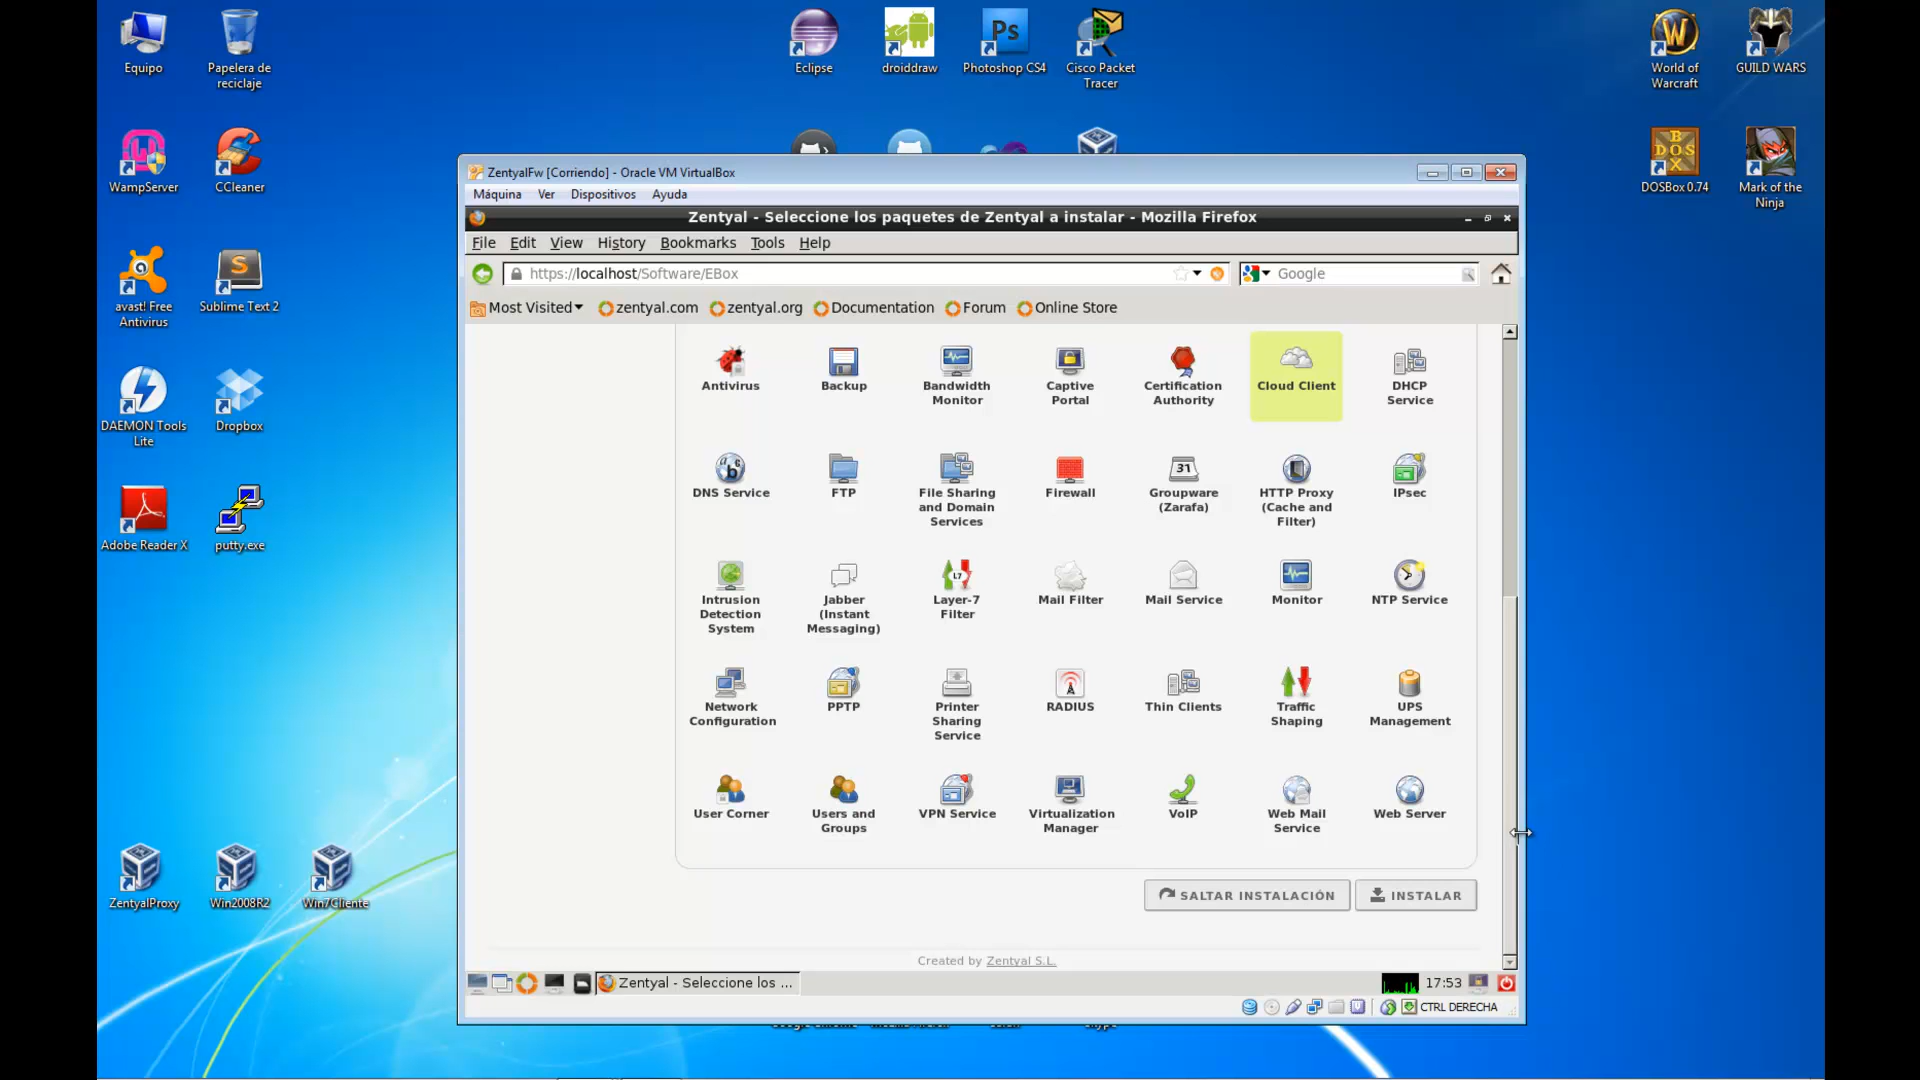 Equipo
Papelera de
reciclaje
Eclipse
droiddraw
Photoshop CS4
Cisco Packet
Tracer
World of
Warcraft
GUILD WARS
WampServer
CCleaner
DOSBox 0.74
Mark of the
Ninja
avast! Free
Antivirus
Sublime Text 2
DAEMON Tools
Lite
Dropbox
Adobe Reader X
putty.exe
ZentyalProxy
Win2008R2
Win7Cliente
ZentyalFw [Corriendo] - Oracle VM VirtualBox
Máquina Ver Dispositivos Ayuda
Zentyal - Seleccione los paquetes de Zentyal a instalar - Mozilla Firefox
File Edit View History Bookmarks Tools Help
https://localhost/Software/EBox
Google
Most Visited zentyal.com zentyal.org Documentation Forum Online Store
Antivirus
Backup
Bandwidth
Monitor
Captive
Portal
Certification
Authority
Cloud Client
DHCP
Service
DNS Service
FTP
File Sharing
and Domain
Services
Firewall
31
Groupware
(Zarafa)
HTTP Proxy
(Cache and
Filter)
IPsec
Intrusion
Detection
System
Jabber
(Instant
Messaging)
L7
Layer-7
Filter
Mail Filter
Mail Service
Monitor
NTP Service
Network
Configuration
PPTP
Printer
Sharing
Service
RADIUS
Thin Clients
Traffic
Shaping
UPS
Management
User Corner
Users and
Groups
VPN Service
Virtualization
Manager
VoIP
Web Mail
Service
Web Server
SALTAR INSTALACIÓN
INSTALAR
Created by Zentyal S.L.
Zentyal - Seleccione los ...
17:53
CTRL DERECHA